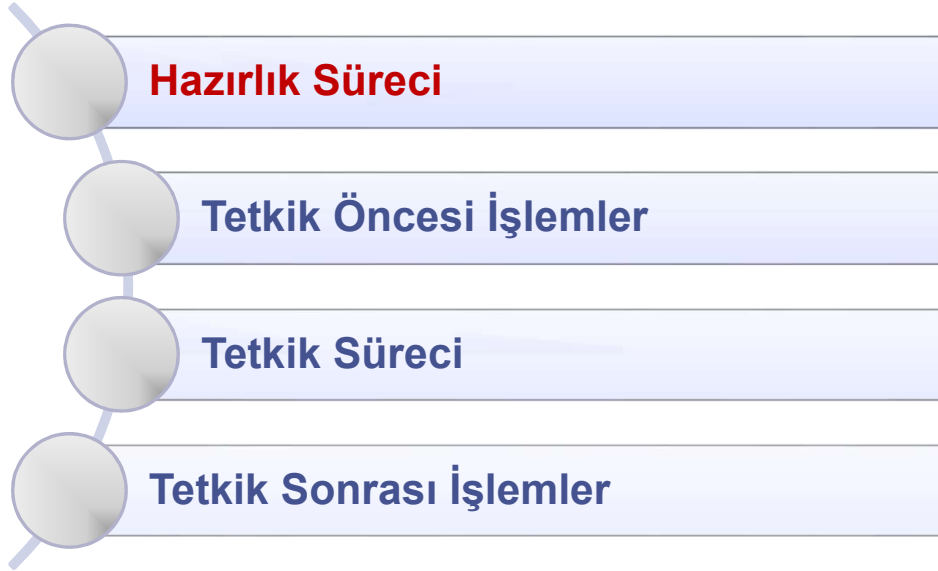 Hazırlık Süreci
Tetkik Öncesi İşlemler
Tetkik Süreci
Tetkik Sonrası İşlemler